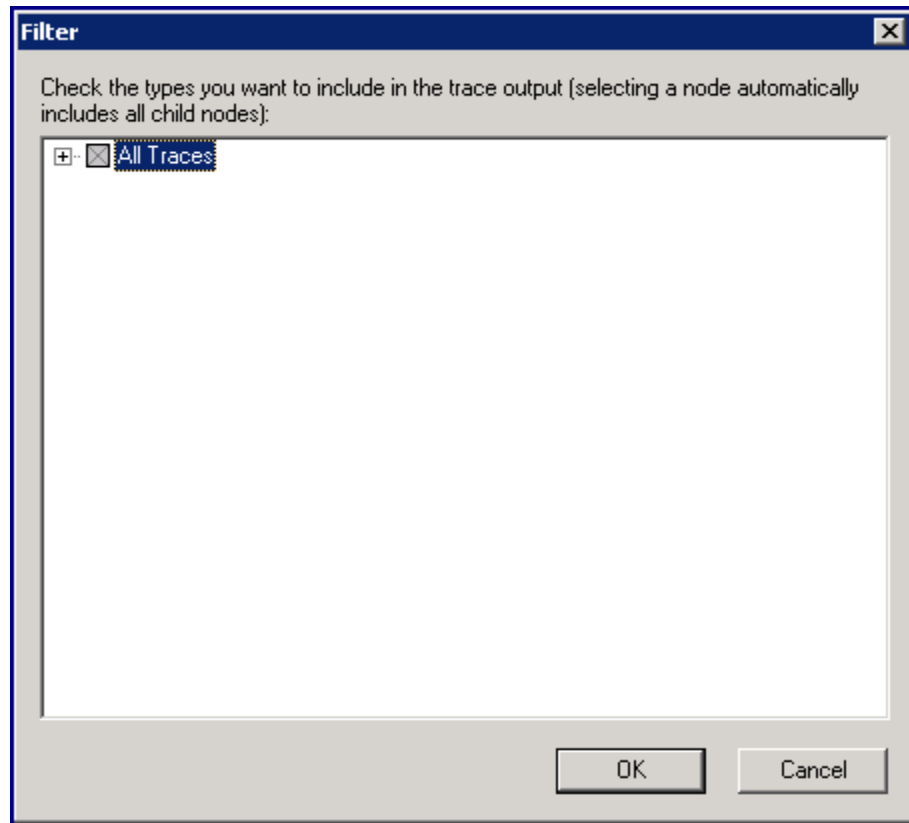 Filter
Check the types you want to include in the trace output (selecting a node automatically
includes all child nodes):
All Traces
OK
Cancel